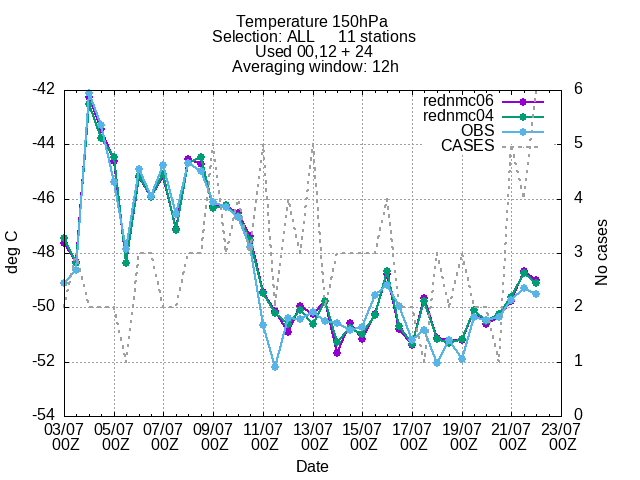 Temperature 150hPa
Selection: ALL 11 stations
Used 00,12 + 24
Averaging window: 12h
rednmc06
rednmc04
OBS
CASES
-42
-44
-46
-48
-50
-52
-54
deg C
6
5
4
3
2
1
0
No cases
03/07 05/07 07/07 09/07 11/07 13/07 15/07 17/07 19/07 21/07 23/07
00Z 00Z 00Z 00Z 00Z 00Z 00Z 00Z 00Z 00Z 00Z
Date